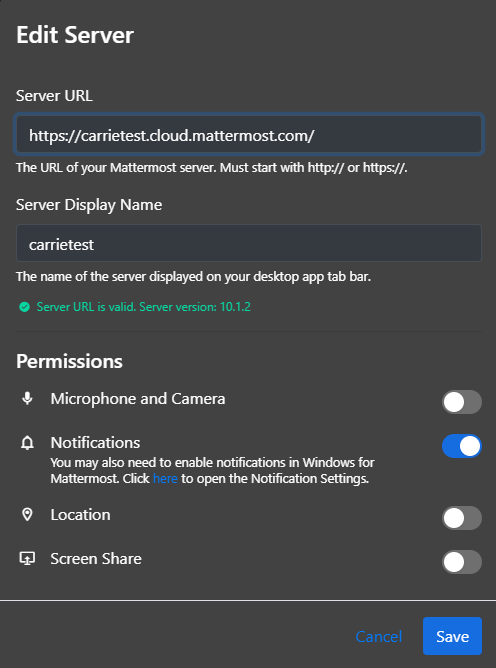 Edit Server
Server URL
https://carrietest.cloud.mattermost.com/
The URL of your Mattermost server. Must start with http:// or https://.
Server Display Name
carrietest
The name of the server displayed on your desktop app tab bar.
Server URL is valid. Server version: 10.1.2
Permissions
Microphone and Camera
Notifications
You may also need to enable notifications in Windows for
Mattermost. Click here to open the Notification Settings.
Location
Screen Share
Cancel Save